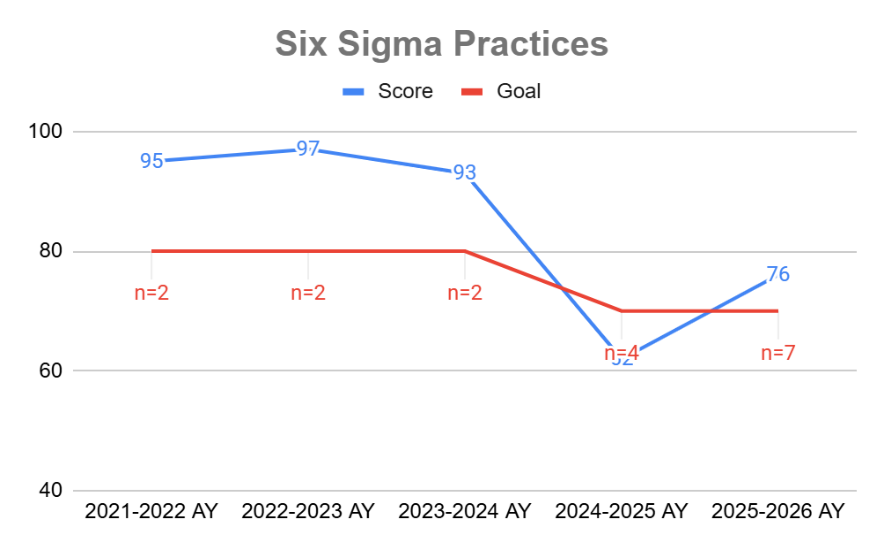 Six Sigma Practices
Score Goal
100
95 97 93
80
76
n=2 n=2 n=2
n=4 n=7
60
40
2021-2022 AY 2022-2023 AY 2023-2024 AY 2024-2025 AY 2025-2026 AY